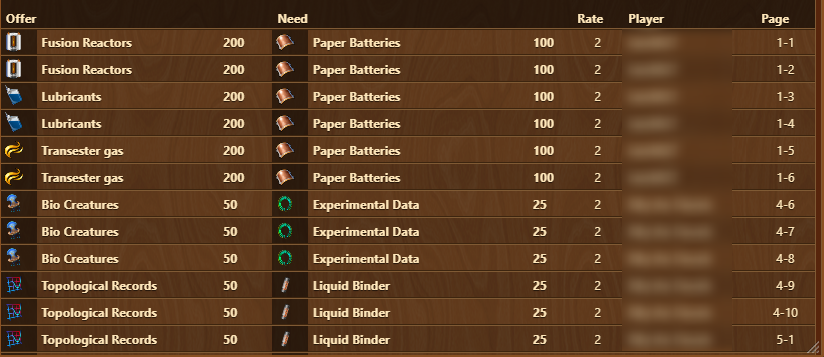 Offer Need Rate Player Page
Fusion Reactors 200 Paper Batteries 100 2 1-1
Fusion Reactors 200 Paper Batteries 100 2 1-2
Lubricants 200 Paper Batteries 100 2 1-3
Lubricants 200 Paper Batteries 100 2 1-4
Transester gas 200 Paper Batteries 100 2 1-5
Transester gas 200 Paper Batteries 100 2 1-6
Bio Creatures 50 Experimental Data 25 2 4-6
Bio Creatures 50 Experimental Data 25 2 4-7
Bio Creatures 50 Experimental Data 25 2 4-8
Topological Records 50 Liquid Binder 25 2 4-9
Topological Records 50 Liquid Binder 25 2 4-10
Topological Records 50 Liquid Binder 25 2 5-1